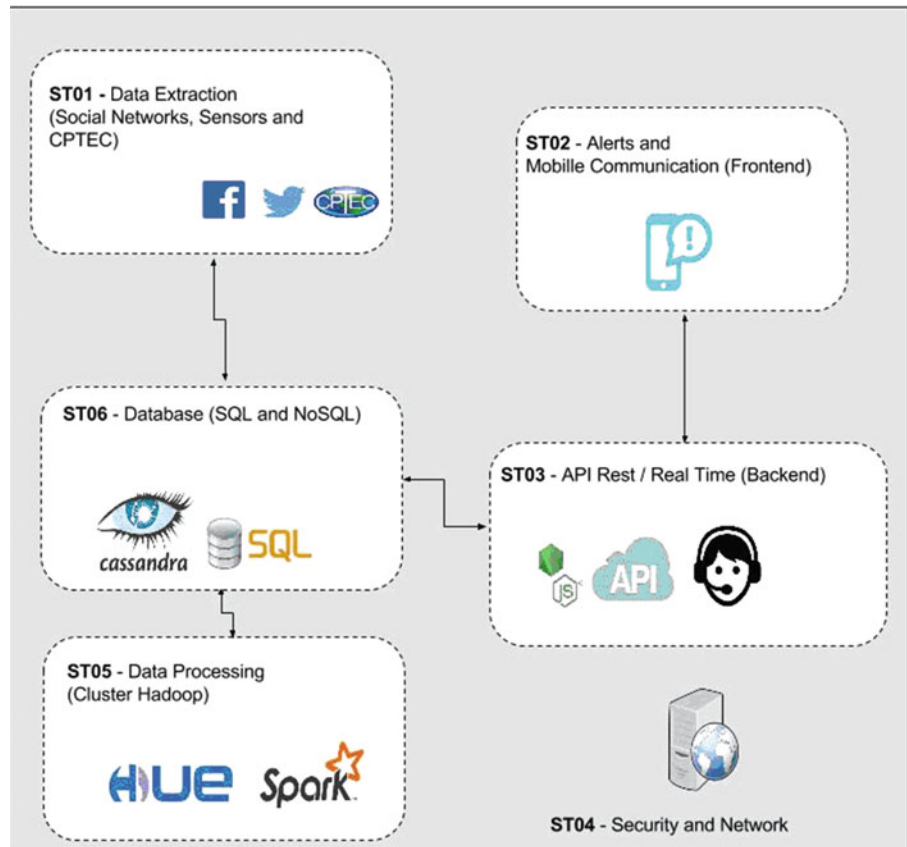 ST01 - Data Extraction
(Social Networks, Sensors and
CPTEC)
f
CPTEC
ST02 - Alerts and
Mobille Communication (Frontend)
!
ST06 - Database (SQL and NoSQL)
cassandra
SQL
ST03 - API Rest / Real Time (Backend)
JS
API
ST05 - Data Processing
(Cluster Hadoop)
HUE
Spark
ST04 - Security and Network